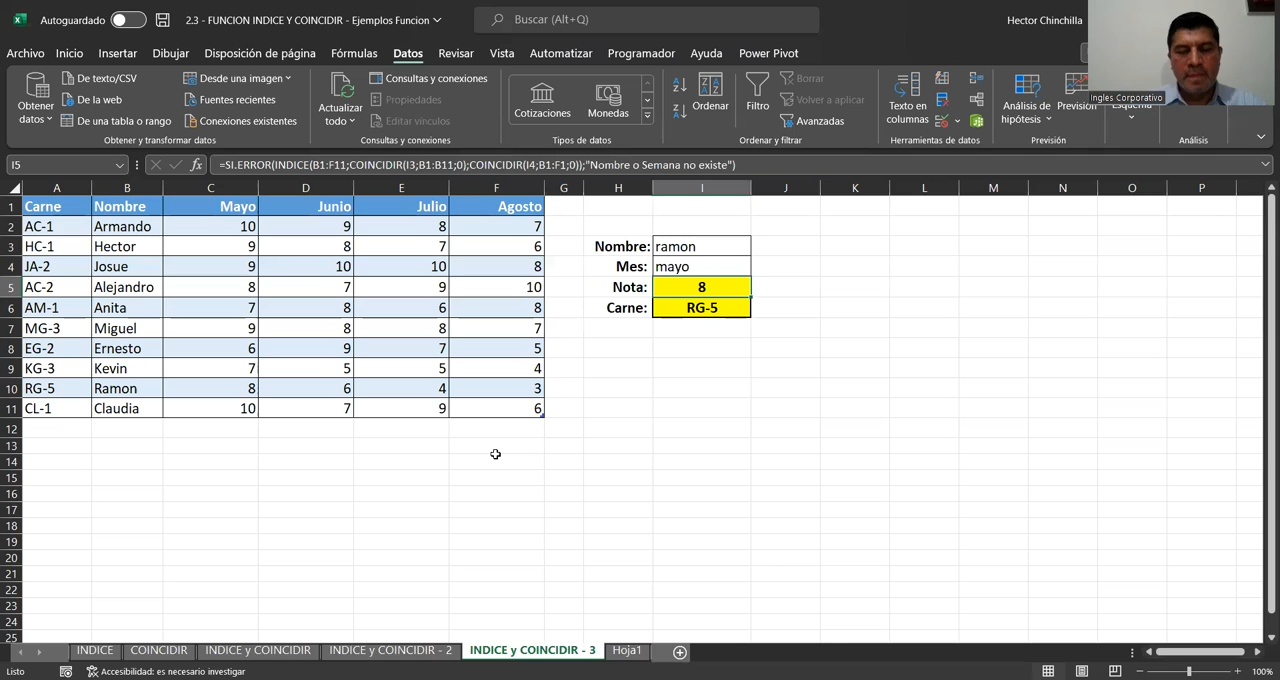 Autoguardado 2.3 - FUNCION INDICE Y COINCIDIR - Ejemplos Funcion Buscar (Alt+Q) Hector Chinchilla
Archivo Inicio Insertar Dibujar Disposición de página Fórmulas Datos Revisar Vista Automatizar Programador Ayuda Power Pivot
Obtener datos
De texto/CSV
De la web
De una tabla o rango
Desde una imagen
Fuentes recientes
Conexiones existentes
Obtener y transformar datos
Actualizar todo
Consultas y conexiones
Propiedades
Editar vínculos
Consultas y conexiones
Cotizaciones Monedas
Tipos de datos
Ordenar Filtro
Borrar
Volver a aplicar
Avanzadas
Ordenar y filtrar
Texto en columnas
Herramientas de datos
Análisis de hipótesis
Previsión
Previsión
Esquema
Análisis
Ingles Corporativo
I5 fx =SI.ERROR(INDICE(B1:F11;COINCIDIR(I3;B1:B11;0);COINCIDIR(I4;B1:F1;0));"Nombre o Semana no existe")
A B C D E F G H I J K L M N O P
1 Carne Nombre Mayo Junio Julio Agosto
2 AC-1 Armando 10 9 8 7
3 HC-1 Hector 9 8 7 6 Nombre: ramon
4 JA-2 Josue 9 10 10 8 Mes: mayo
5 AC-2 Alejandro 8 7 9 10 Nota: 8
6 AM-1 Anita 7 8 6 8 Carne: RG-5
7 MG-3 Miguel 9 8 8 7
8 EG-2 Ernesto 6 9 7 5
9 KG-3 Kevin 7 5 5 4
10 RG-5 Ramon 8 6 4 3
11 CL-1 Claudia 10 7 9 6
12
13
14
15
16
17
18
19
20
21
22
23
24
25
INDICE COINCIDIR INDICE y COINCIDIR INDICE y COINCIDIR - 2 INDICE y COINCIDIR - 3 Hoja1
Listo Accesibilidad: es necesario investigar 100%